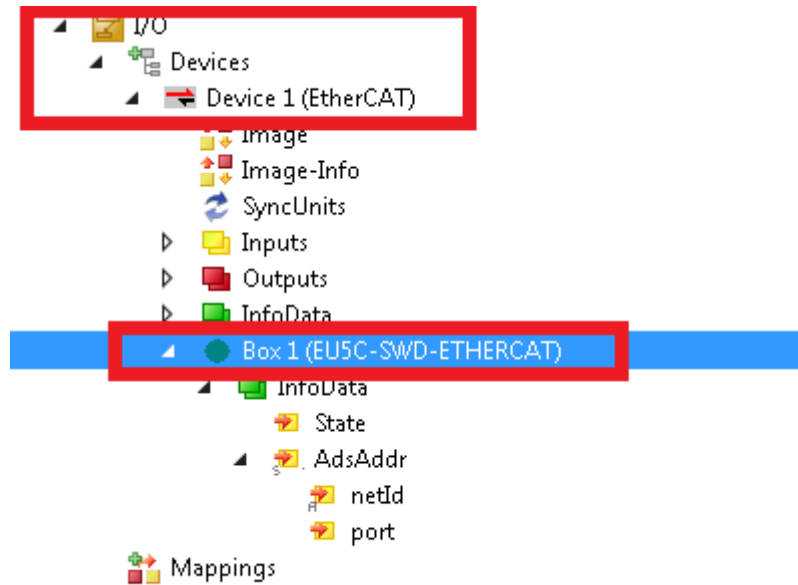 I/O
Devices
Device 1 (EtherCAT)
Image
Image-Info
SyncUnits
Inputs
Outputs
InfoData
Box 1 (EU5C-SWD-ETHERCAT)
InfoData
State
AdsAddr
netId
port
Mappings